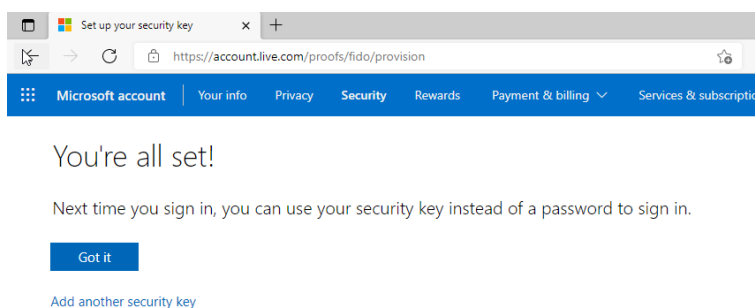 Set up your security key
https://account.live.com/proofs/fido/provision
Microsoft account Your info Privacy Security Rewards Payment & billing Services & subscriptio
You're all set!
Next time you sign in, you can use your security key instead of a password to sign in.
Got it
Add another security key